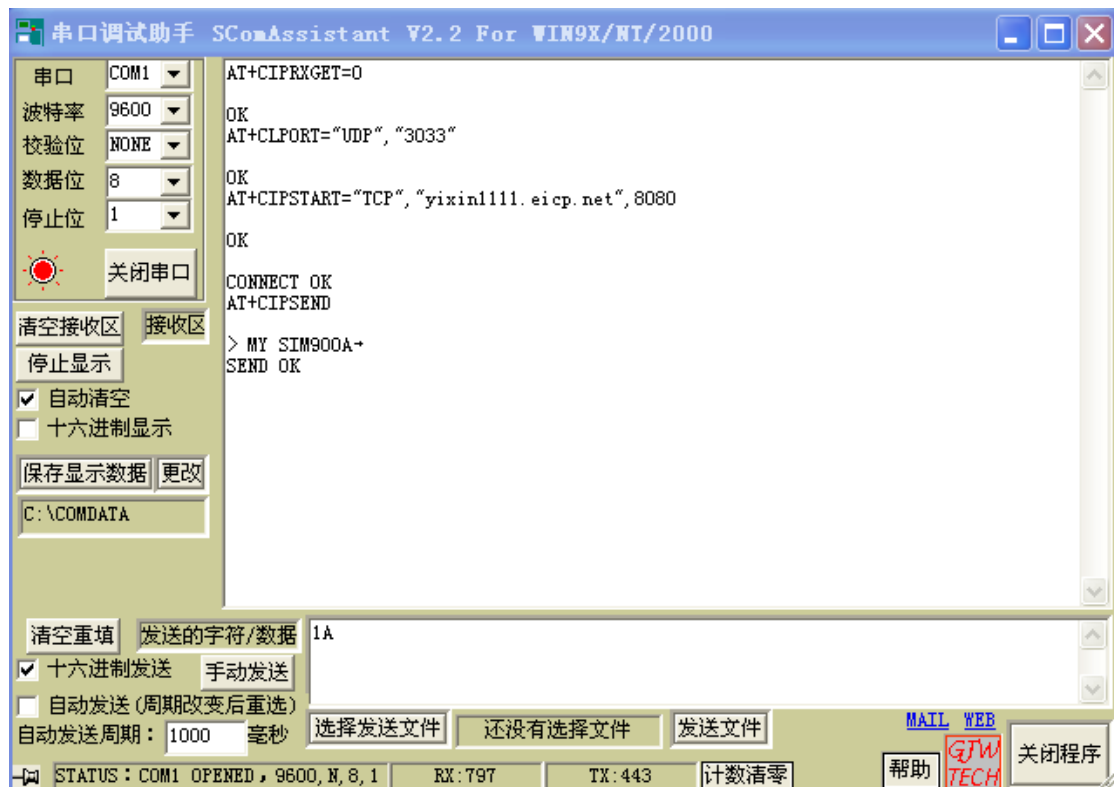 串口调试助手 SComAssistant V2.2 For WIN9X/NT/2000
串口 COM1
波特率 9600
校验位 NONE
数据位 8
停止位 1
关闭串口
清空接收区 接收区
停止显示
自动清空
十六进制显示
保存显示数据 更改
C:\COMDATA
AT+CIPRXGET=0
OK
AT+CLPORT="UDP","3033"
OK
AT+CIPSTART="TCP","yixin1111.eicp.net",8080
OK
CONNECT OK
AT+CIPSEND
> MY SIM900A→
SEND OK
清空重填 发送的字符/数据 1A
十六进制发送 手动发送
自动发送(周期改变后重选)
自动发送周期：1000 毫秒 选择发送文件 还没有选择文件 发送文件
MAIL WEB
帮助 GJW TECH 关闭程序
STATUS：COM1 OPENED，9600,N,8,1 RX:797 TX:443 计数清零